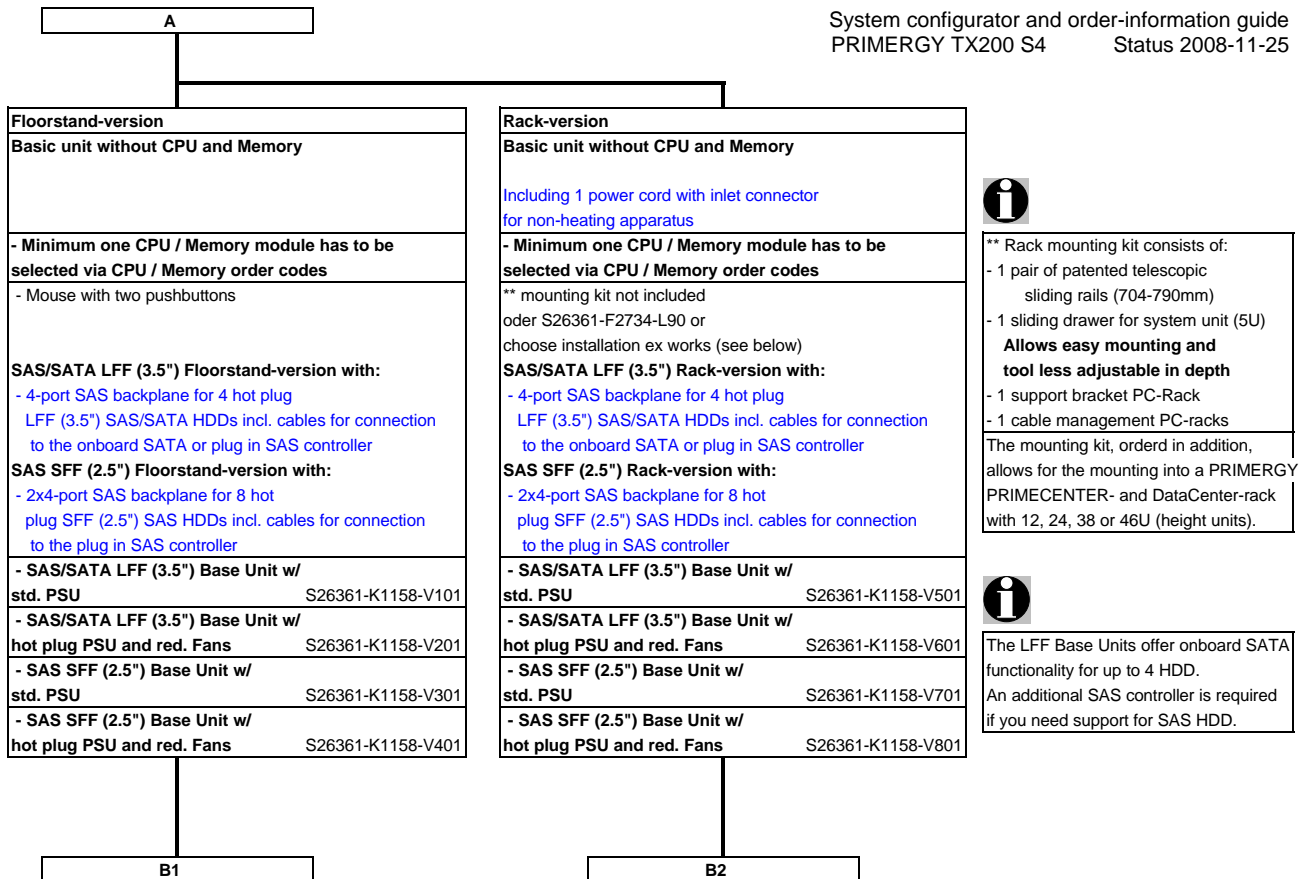 A
System configurator and order-information guide
PRIMERGY TX200 S4 Status 2008-11-25
Floorstand-version
Basic unit without CPU and Memory
- Minimum one CPU / Memory module has to be
selected via CPU / Memory order codes
- Mouse with two pushbuttons
SAS/SATA LFF (3.5") Floorstand-version with:
- 4-port SAS backplane for 4 hot plug
LFF (3.5") SAS/SATA HDDs incl. cables for connection
to the onboard SATA or plug in SAS controller
SAS SFF (2.5") Floorstand-version with:
- 2x4-port SAS backplane for 8 hot
plug SFF (2.5") SAS HDDs incl. cables for connection
to the plug in SAS controller
- SAS/SATA LFF (3.5") Base Unit w/
std. PSU S26361-K1158-V101
- SAS/SATA LFF (3.5") Base Unit w/
hot plug PSU and red. Fans S26361-K1158-V201
- SAS SFF (2.5") Base Unit w/
std. PSU S26361-K1158-V301
- SAS SFF (2.5") Base Unit w/
hot plug PSU and red. Fans S26361-K1158-V401
Rack-version
Basic unit without CPU and Memory
Including 1 power cord with inlet connector
for non-heating apparatus
- Minimum one CPU / Memory module has to be
selected via CPU / Memory order codes
** mounting kit not included
oder S26361-F2734-L90 or
choose installation ex works (see below)
SAS/SATA LFF (3.5") Rack-version with:
- 4-port SAS backplane for 4 hot plug
LFF (3.5") SAS/SATA HDDs incl. cables for connection
to the onboard SATA or plug in SAS controller
SAS SFF (2.5") Rack-version with:
- 2x4-port SAS backplane for 8 hot
plug SFF (2.5") SAS HDDs incl. cables for connection
to the plug in SAS controller
- SAS/SATA LFF (3.5") Base Unit w/
std. PSU S26361-K1158-V501
- SAS/SATA LFF (3.5") Base Unit w/
hot plug PSU and red. Fans S26361-K1158-V601
- SAS SFF (2.5") Base Unit w/
std. PSU S26361-K1158-V701
- SAS SFF (2.5") Base Unit w/
hot plug PSU and red. Fans S26361-K1158-V801
** Rack mounting kit consists of:
- 1 pair of patented telescopic
sliding rails (704-790mm)
- 1 sliding drawer for system unit (5U)
Allows easy mounting and
tool less adjustable in depth
- 1 support bracket PC-Rack
- 1 cable management PC-racks
The mounting kit, orderd in addition,
allows for the mounting into a PRIMERGY
PRIMECENTER- and DataCenter-rack
with 12, 24, 38 or 46U (height units).
The LFF Base Units offer onboard SATA
functionality for up to 4 HDD.
An additional SAS controller is required
if you need support for SAS HDD.
B1
B2